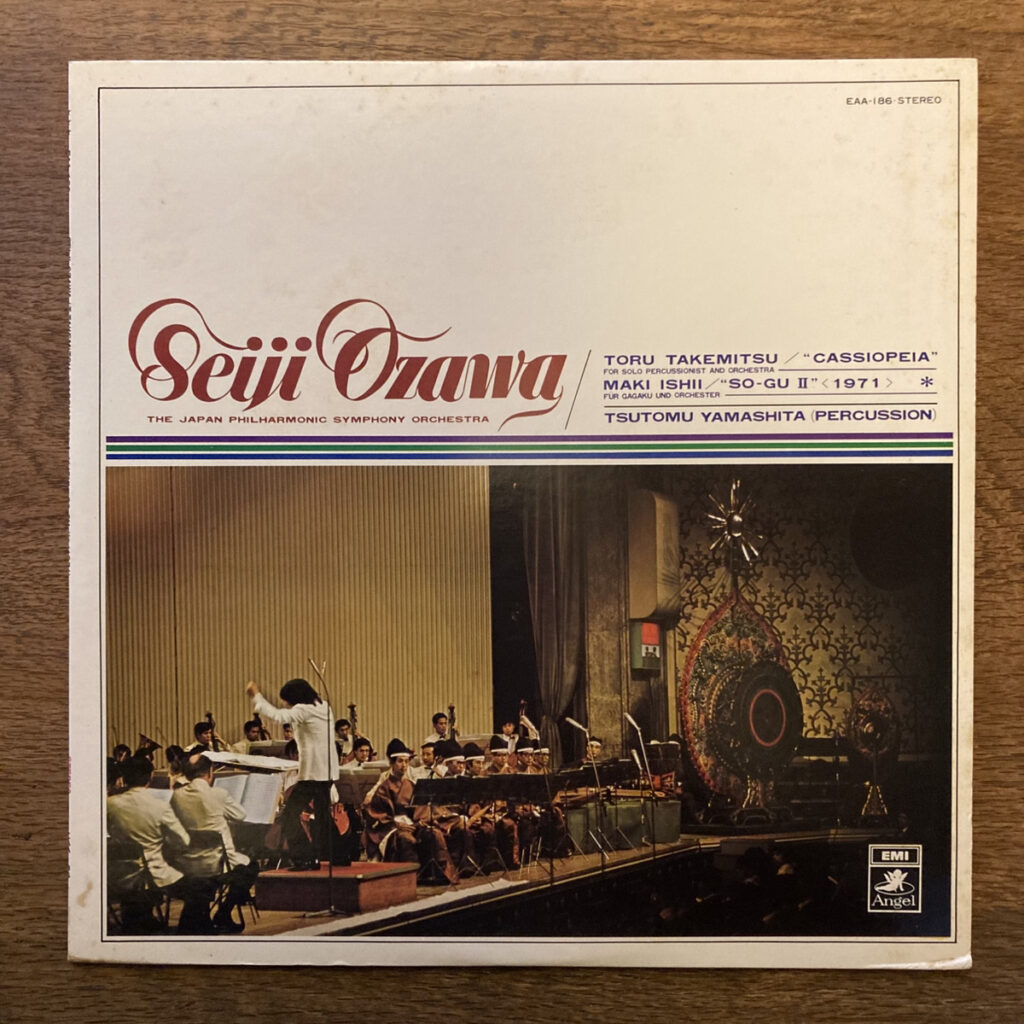 EAA-186 STEREO
Seiji Ozawa
THE JAPAN PHILHARMONIC SYMPHONY ORCHESTRA
TORU TAKEMITSU / “CASSIOPEIA”
FOR SOLO PERCUSSIONIST AND ORCHESTRA
MAKI ISHII / “SO-GU II” <1971> *
FÜR GAGAKU UND ORCHESTER
TSUTOMU YAMASHITA (PERCUSSION)
EMI
Angel